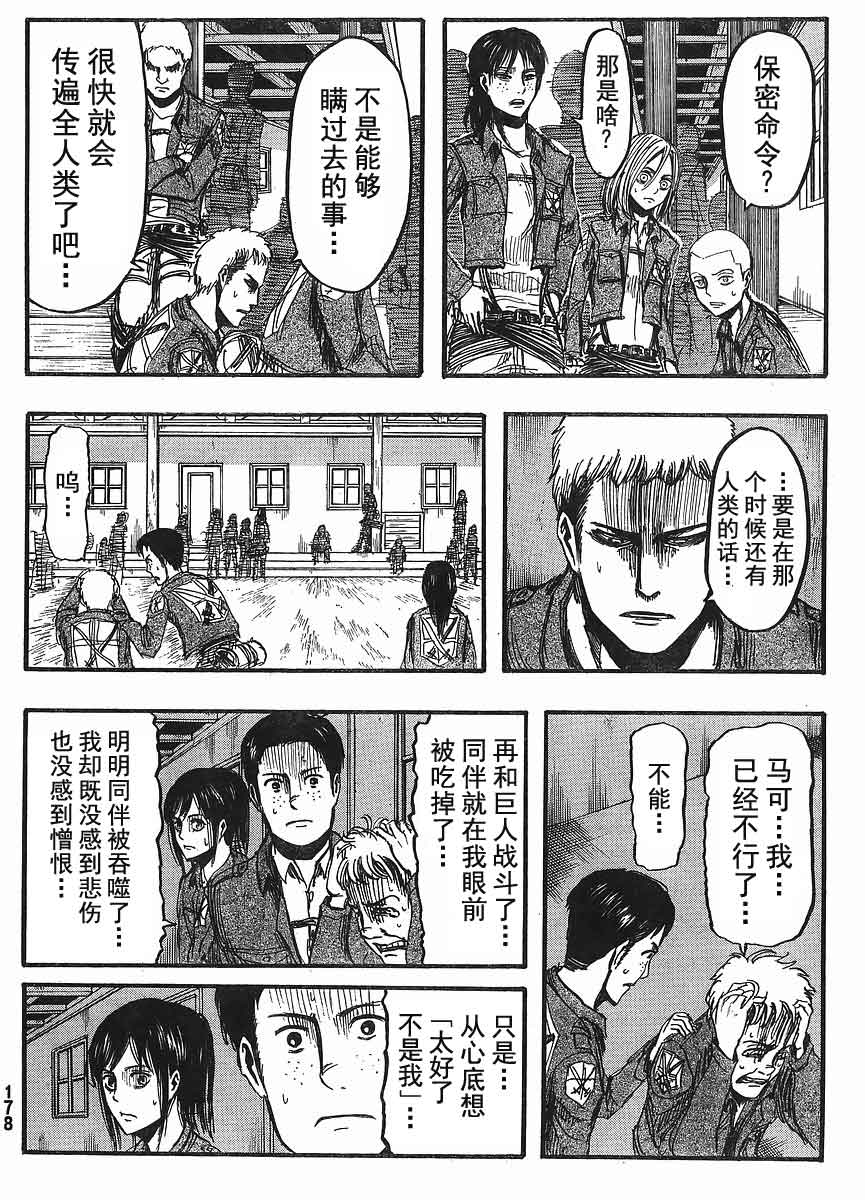 保密命令？
那是啥？
不是能够
瞒过去的事…
很快就会
传遍全人类了吧…
…要是在那
个时候还有
人类的话…
呜…
马可…我…
已经不行了…
不能…
再和巨人战斗了…
同伴就在我眼前
被吃掉了…
明明同伴被吞噬了…
我却既没感到悲伤
也没感到憎恨…
只是…
从心底想
「太好了
不是我」…
178